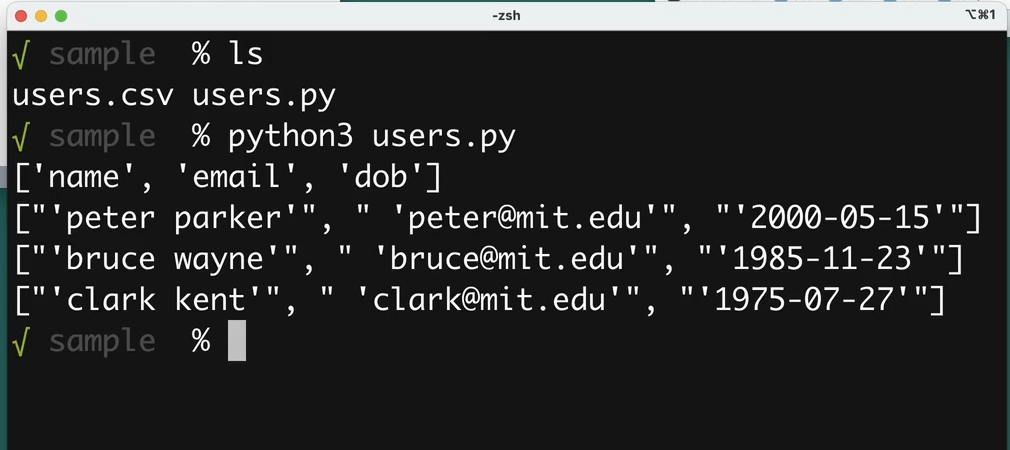 -zsh
⌥⌘1
√ sample % ls
users.csv users.py
√ sample % python3 users.py
['name', 'email', 'dob']
["'peter parker'", " 'peter@mit.edu'", "'2000-05-15'"]
["'bruce wayne'", " 'bruce@mit.edu'", "'1985-11-23'"]
["'clark kent'", " 'clark@mit.edu'", "'1975-07-27'"]
√ sample %